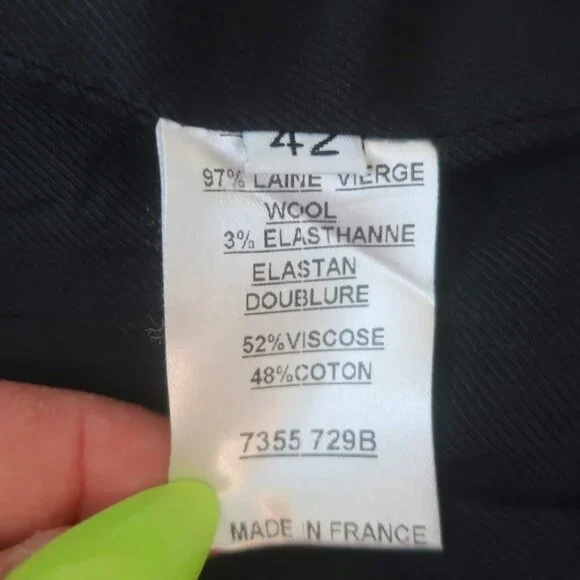 42
97% LAINE VIERGE
WOOL
3% ELASTHANNE
ELASTAN
DOUBLURE
52%VISCOSE
48%COTON
7355 729B
MADE IN FRANCE